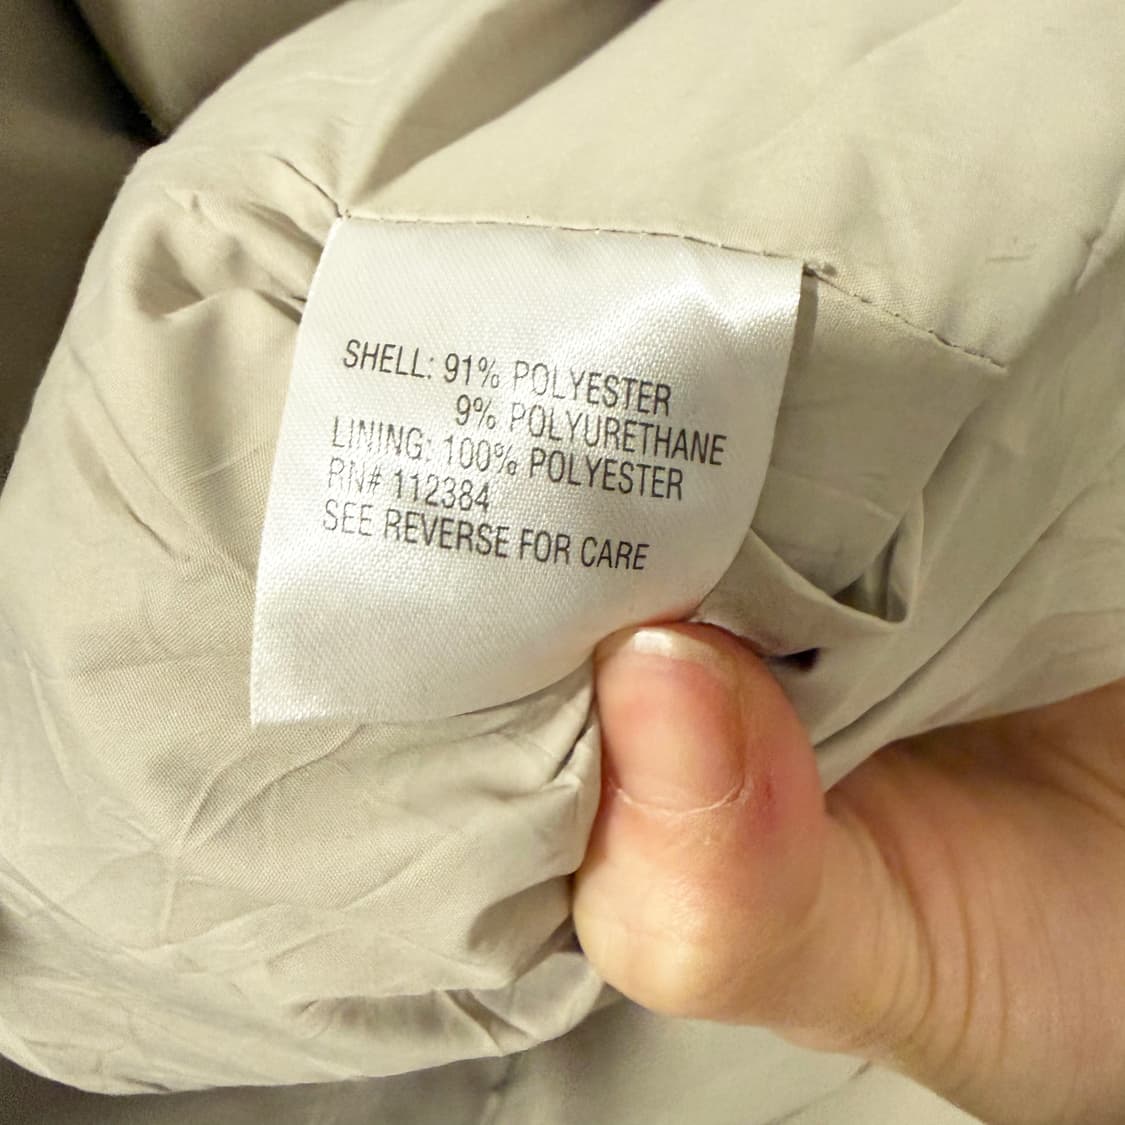 SHELL: 91% POLYESTER
9% POLYURETHANE
LINING: 100% POLYESTER
RN# 112384
SEE REVERSE FOR CARE